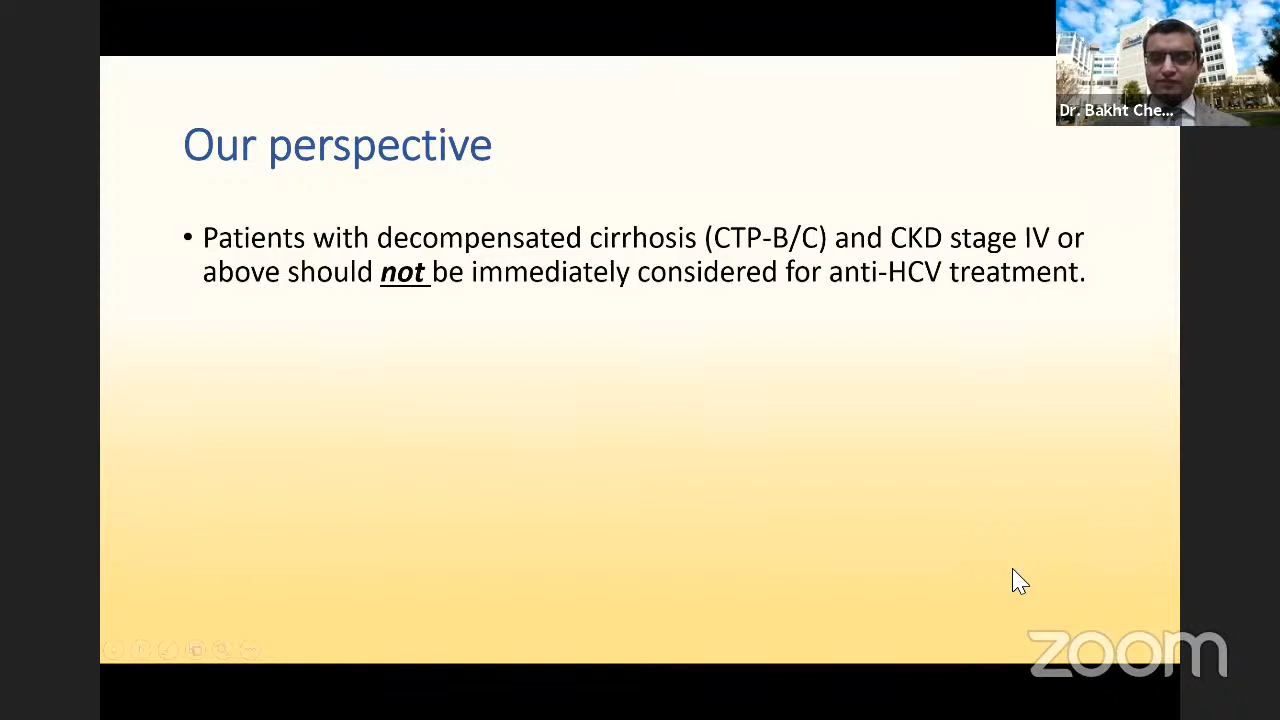 Dr. Bakht Che...
Our perspective
• Patients with decompensated cirrhosis (CTP-B/C) and CKD stage IV or
above should not be immediately considered for anti-HCV treatment.
zoom